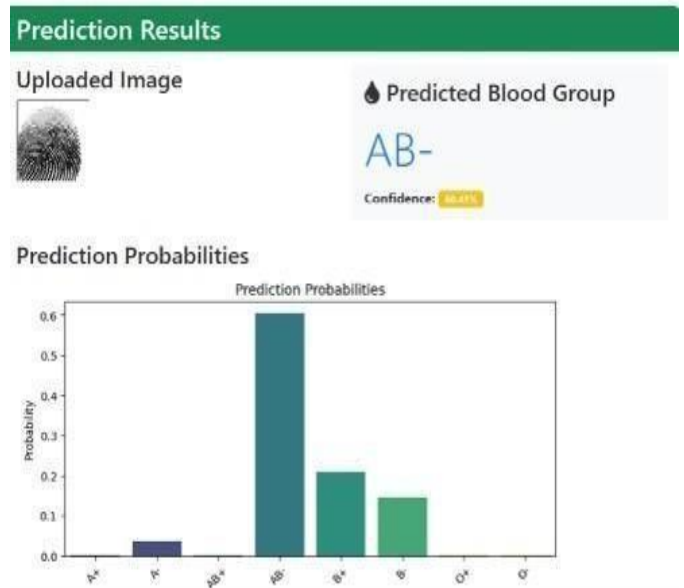 Prediction Results
Uploaded Image
Predicted Blood Group
AB-
Confidence:
Prediction Probabilities
Prediction Probabilities
Probability
0.6
0.5
0.4
0.3
0.2
0.1
0.0
A+
A-
AB+
AB-
B+
B-
O+
O-